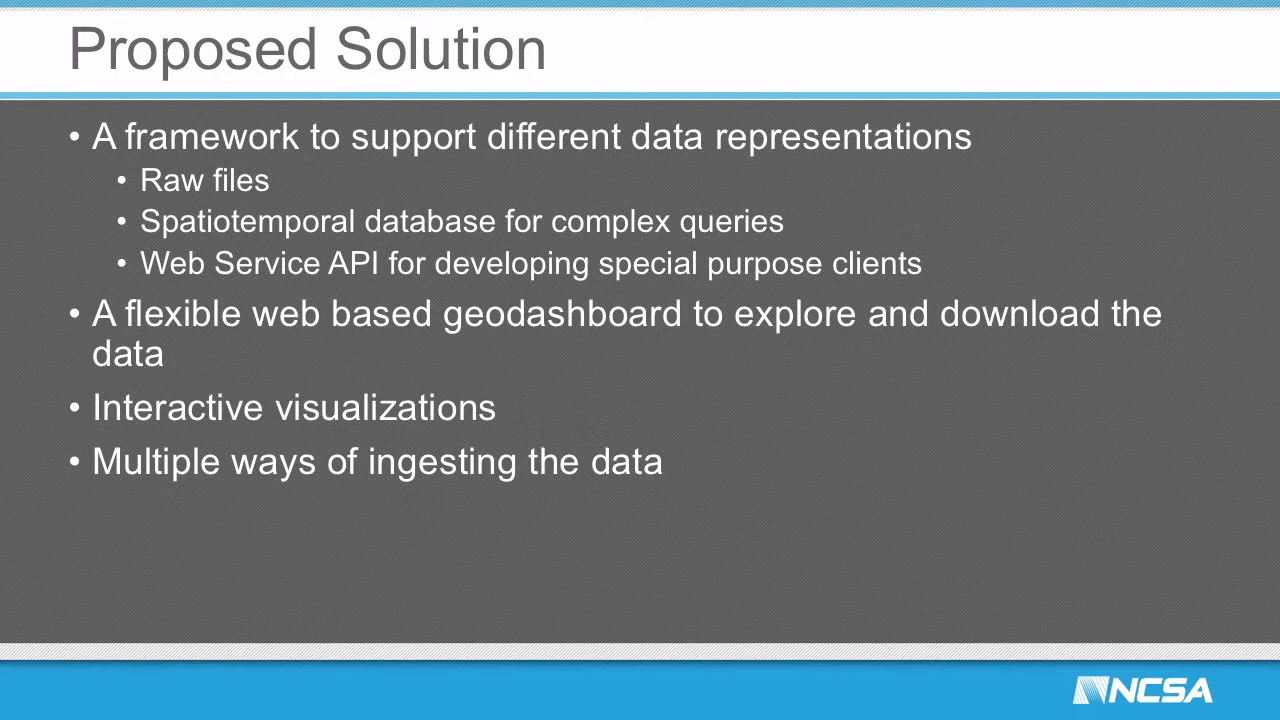 Proposed Solution
• A framework to support different data representations
• Raw files
• Spatiotemporal database for complex queries
• Web Service API for developing special purpose clients
• A flexible web based geodashboard to explore and download the
data
• Interactive visualizations
• Multiple ways of ingesting the data
NCSA